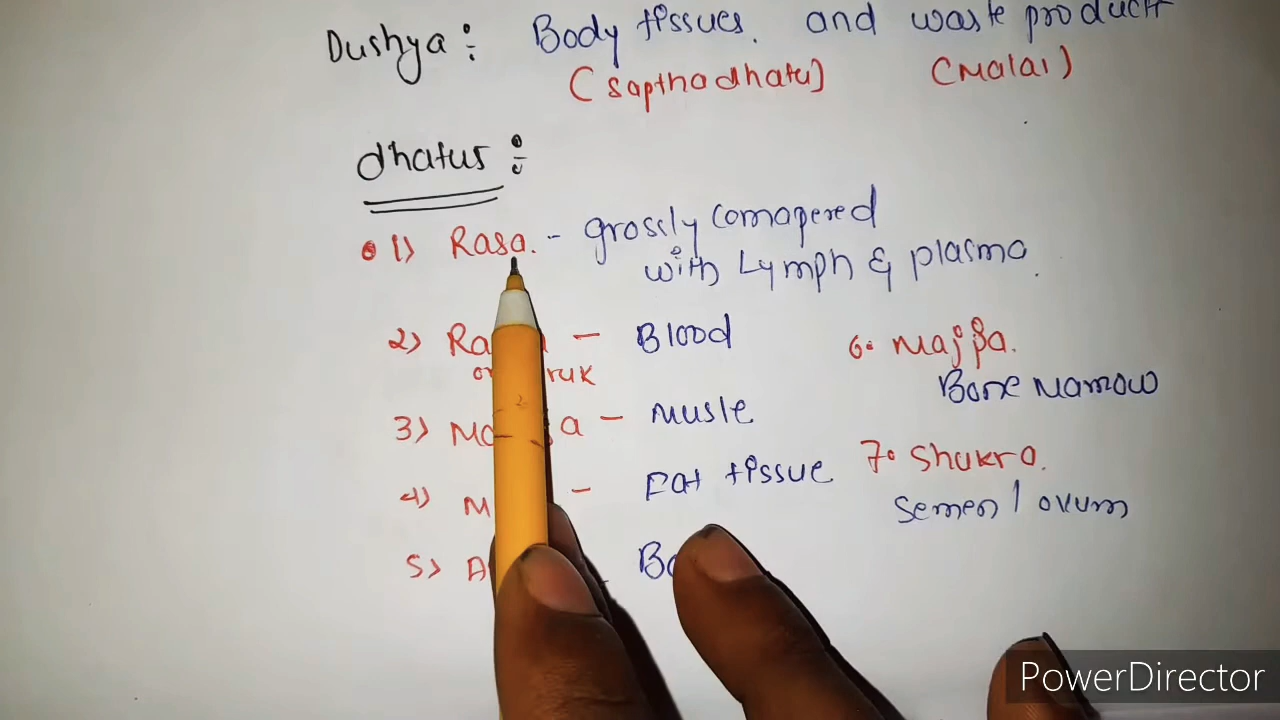 Dushya: Body tissues. and waste product
(Sapthadhatu) (Malai)
dhatus:
1) Rasa. - grossly comapered
with Lymph & plasma.
2) - Blood
3) - Musle
4) - Fat tissue
5)
6. Majja.
Bone Marrow
7. Shukra.
Semen / ovum
PowerDirector